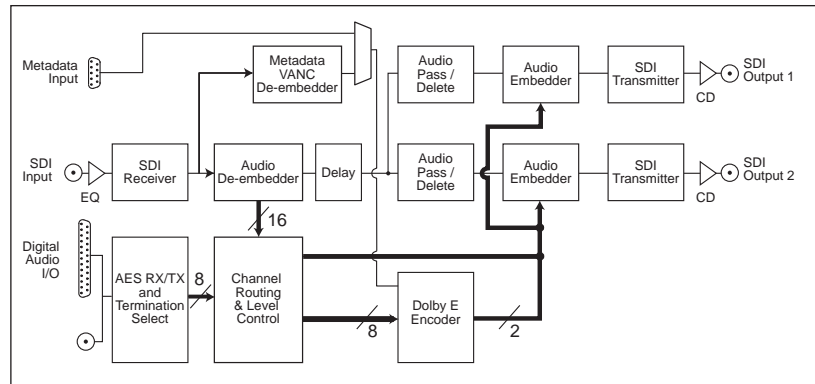 Metadata
Input
Metadata
VANC
De-embedder
Audio
Pass /
Delete
Audio
Embedder
SDI
Transmitter
CD
SDI
Output 1
SDI
Input
EQ
SDI
Receiver
Audio
De-embedder
Delay
Audio
Pass /
Delete
Audio
Embedder
SDI
Transmitter
CD
SDI
Output 2
16
Digital
Audio
I/O
AES RX/TX
and
Termination
Select
8
Channel
Routing
& Level
Control
8
Dolby E
Encoder
2